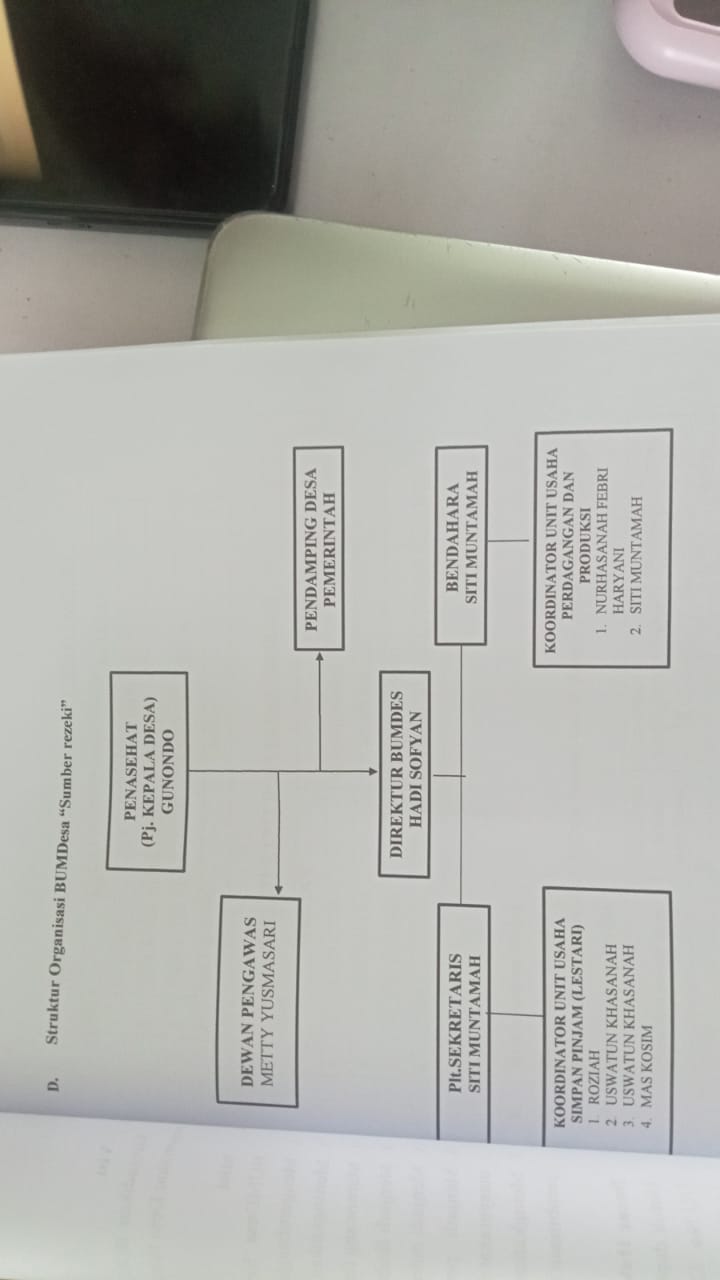 D. Struktur Organisasi BUMDesa “Sumber rezeki”
PENASEHAT
(Pj. KEPALA DESA)
GUNONDO
DEWAN PENGAWAS
METTY YUSMASARI
PENDAMPING DESA
PEMERINTAH
DIREKTUR BUMDES
HADI SOFYAN
Plt.SEKRETARIS
SITI MUNTAMAH
BENDAHARA
SITI MUNTAMAH
KOORDINATOR UNIT USAHA
SIMPAN PINJAM (LESTARI)
1. ROZIAH
2. USWATUN KHASANAH
3. USWATUN KHASANAH
4. MAS KOSIM
KOORDINATOR UNIT USAHA
PERDAGANGAN DAN
PRODUKSI
1. NURHASANAH FEBRI
HARYANI
2. SITI MUNTAMAH